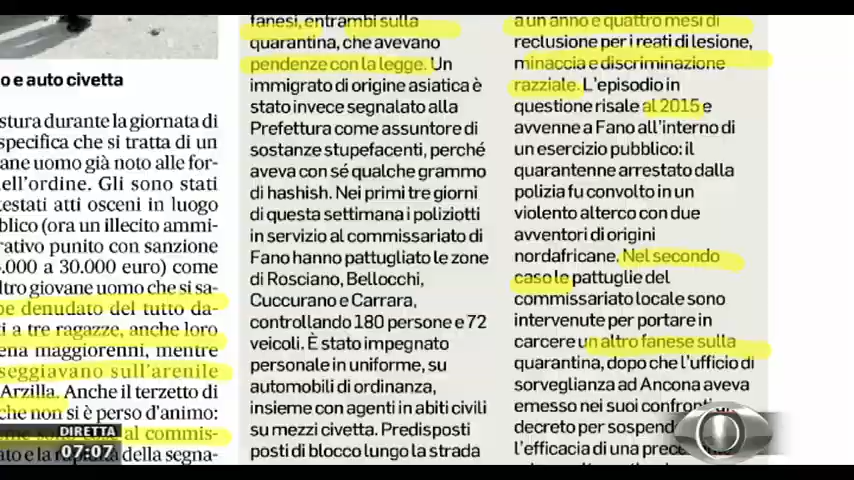 o e auto civetta
stura durante la giornata di
specifica che si tratta di un
ane uomo già noto alle for-
ell'ordine. Gli sono stati
testati atti osceni in luogo
blico (ora un illecito ammi-
rativo punito con sanzione
.000 a 30.000 euro) come
ltro giovane uomo che si sa-
be denudato del tutto da-
ti a tre ragazze, anche loro
ena maggiorenni, mentre
seggiavano sull'arenile
Arzilla. Anche il terzetto di
che non si è perso d'animo:
al commis-
ato e la rapidità della segna-
fanesi, entrambi sulla
quarantina, che avevano
pendenze con la legge. Un
immigrato di origine asiatica è
stato invece segnalato alla
Prefettura come assuntore di
sostanze stupefacenti, perché
aveva con sé qualche grammo
di hashish. Nei primi tre giorni
di questa settimana i poliziotti
in servizio al commissariato di
Fano hanno pattugliato le zone
di Rosciano, Bellocchi,
Cuccurano e Carrara,
controllando 180 persone e 72
veicoli. È stato impegnato
personale in uniforme, su
automobili di ordinanza,
insieme con agenti in abiti civili
su mezzi civetta. Predisposti
posti di blocco lungo la strada
a un anno e quattro mesi di
reclusione per i reati di lesione,
minaccia e discriminazione
razziale. L'episodio in
questione risale al 2015 e
avvenne a Fano all'interno di
un esercizio pubblico: il
quarantenne arrestato dalla
polizia fu convolto in un
violento alterco con due
avventori di origini
nordafricane. Nel secondo
caso le pattuglie del
commissariato locale sono
intervenute per portare in
carcere un altro fanese sulla
quarantina, dopo che l'ufficio di
sorveglianza ad Ancona aveva
emesso nei suoi confronti
decreto per sospend
l'efficacia di una prece
DIRETTA
07:07